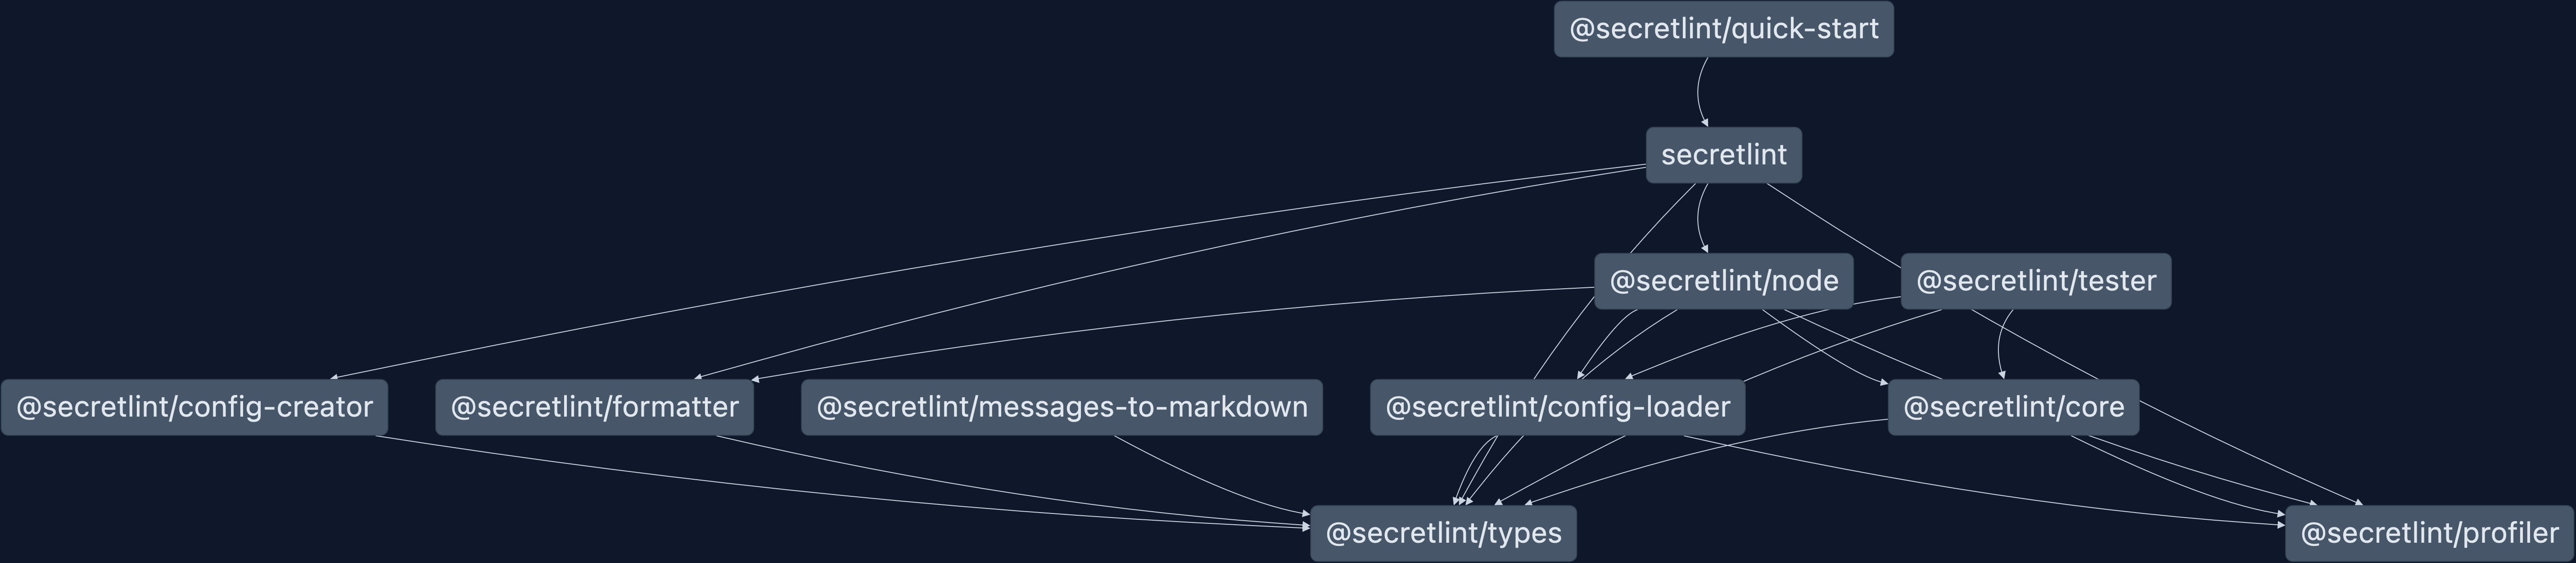 @secretlint/quick-start
secretlint
@secretlint/node
@secretlint/tester
@secretlint/config-creator
@secretlint/formatter
@secretlint/messages-to-markdown
@secretlint/config-loader
@secretlint/core
@secretlint/types
@secretlint/profiler